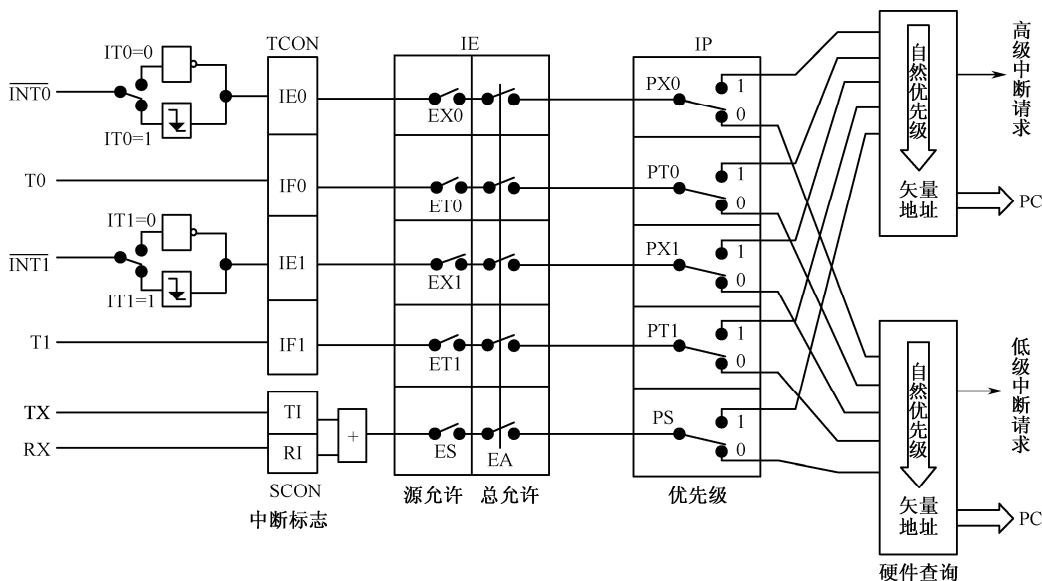 IT0=0
INT0
IT0=1
T0
IT1=0
INT1
IT1=1
T1
TX
RX
TCON
IE0
IF0
IE1
IF1
TI
RI
SCON
中断标志
+
IE
EX0
ET0
EX1
ET1
ES
EA
源允许
总允许
IP
PX0
1
0
PT0
1
0
PX1
1
0
PT1
1
0
PS
1
0
优先级
自然优先级
矢量
地址
高级中断请求
PC
自然优先级
矢量
地址
低级中断请求
PC
硬件查询